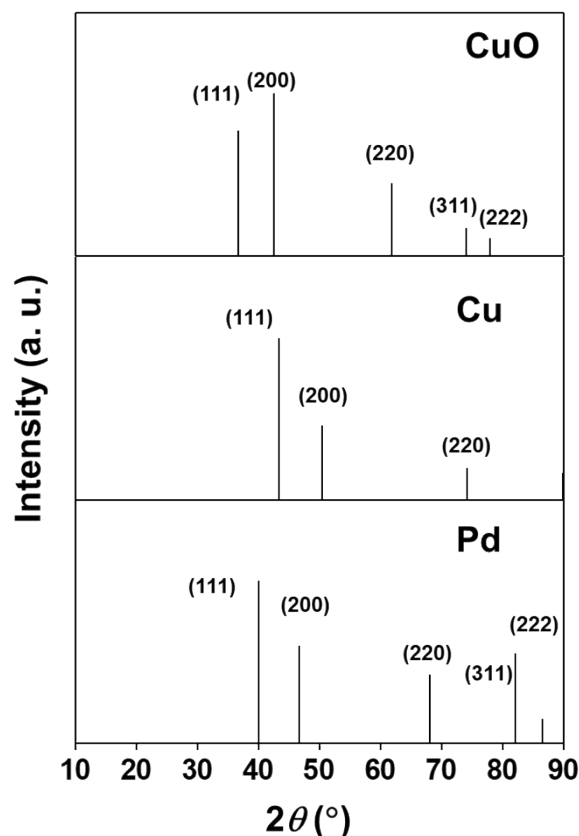 CuO
(111)
(200)
(220)
(311)
(222)
Cu
(111)
(200)
(220)
Pd
(111)
(200)
(220)
(311)
(222)
Intensity (a. u.)
10 20 30 40 50 60 70 80 90
2θ (°)